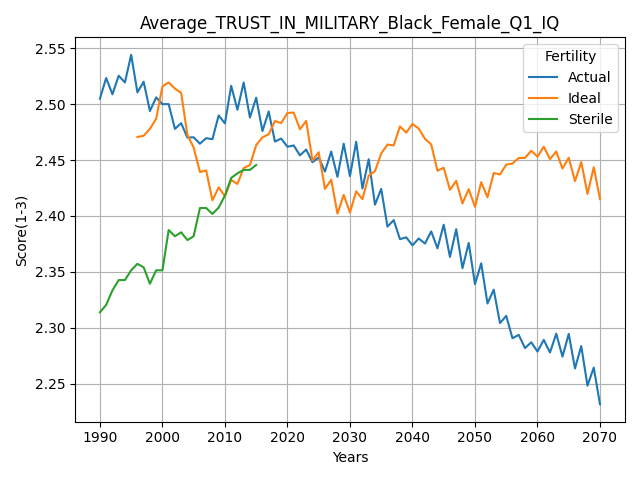 Average_TRUST_IN_MILITARY_Black_Female_Q1_IQ
Fertility
Actual
Ideal
Sterile
Score(1-3)
2.55
2.50
2.45
2.40
2.35
2.30
2.25
1990 2000 2010 2020 2030 2040 2050 2060 2070
Years